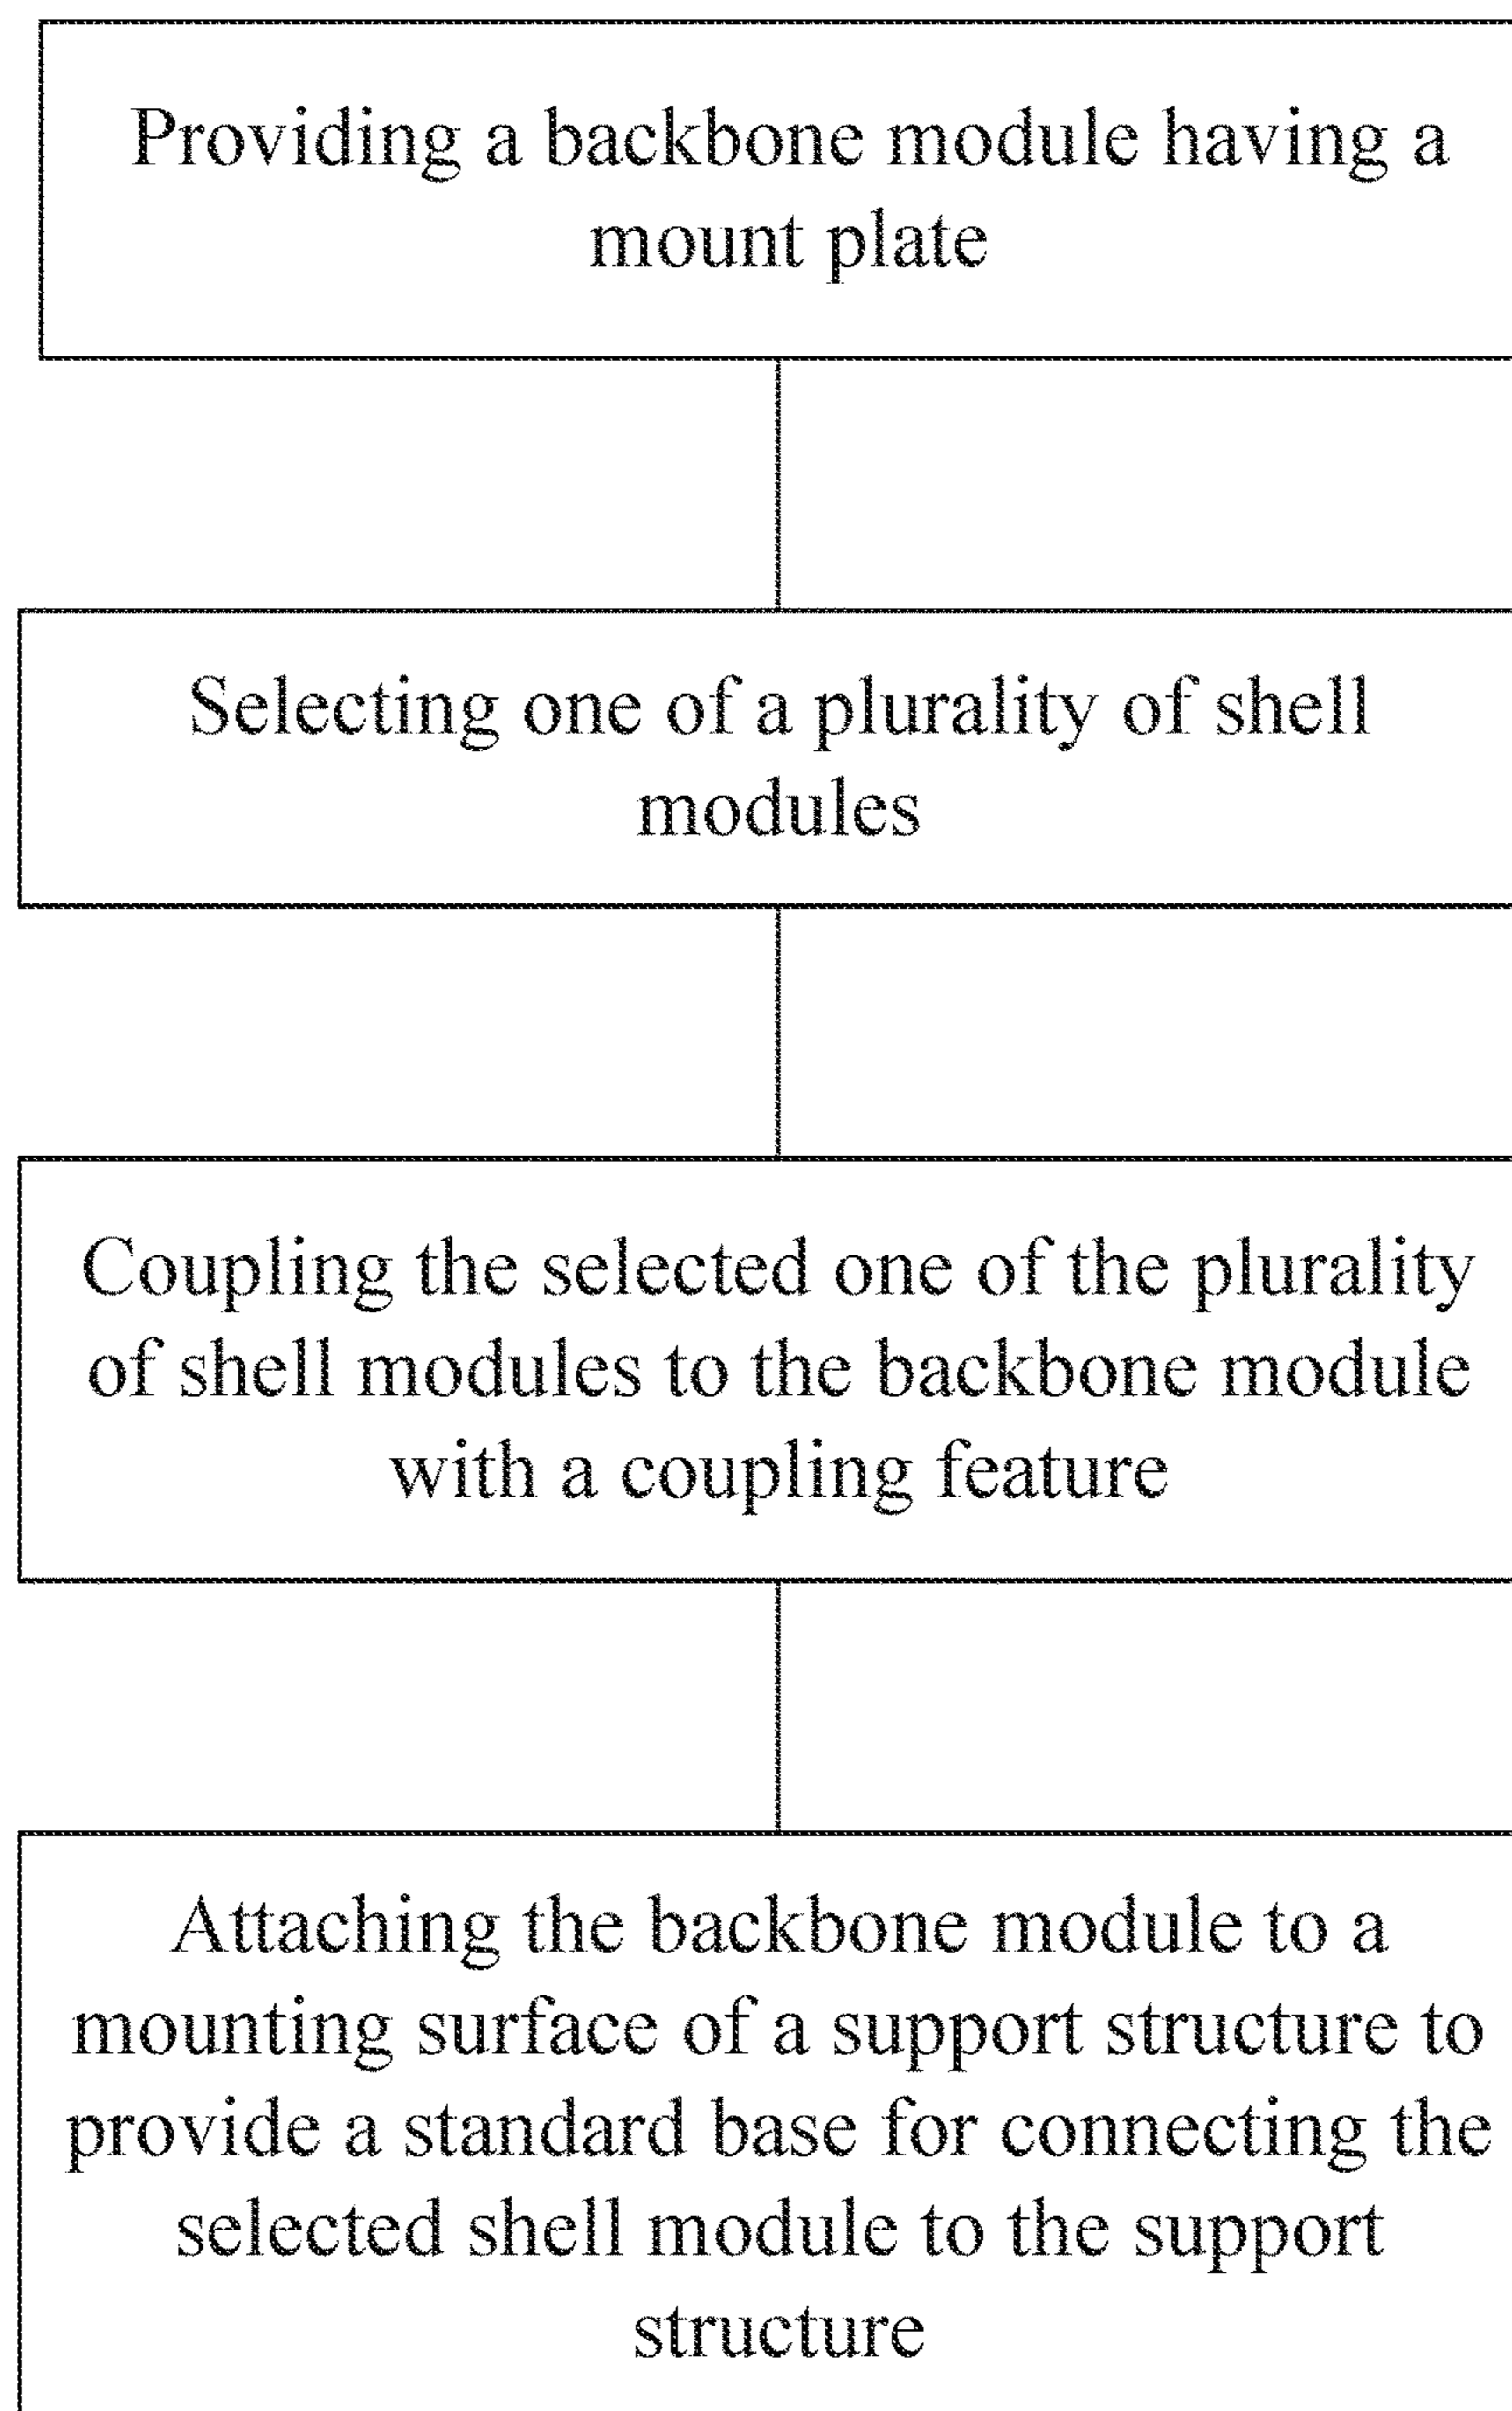 Providing a backbone module having a
mount plate
Selecting one of a plurality of shell
modules
Coupling the selected one of the plurality
of shell modules to the backbone module
with a coupling feature
Attaching the backbone module to a
mounting surface of a support structure to
provide a standard base for connecting the
selected shell module to the support
structure